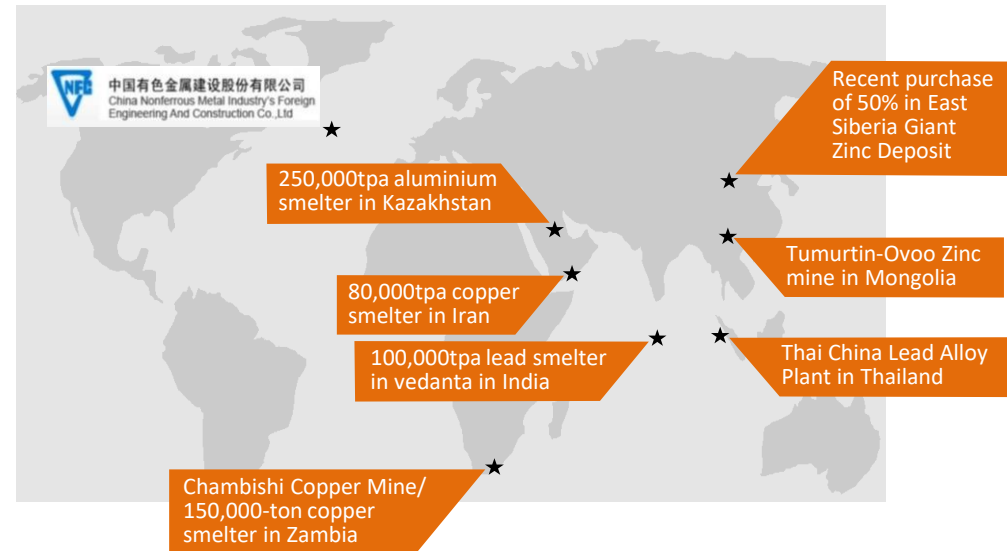 NFC
中国有色金属建设股份有限公司
China Nonferrous Metal Industry's Foreign
Engineering And Construction Co.,Ltd
Recent purchase
of 50% in East
Siberia Giant
Zinc Deposit
250,000tpa aluminium
smelter in Kazakhstan
Tumurtin-Ovoo Zinc
mine in Mongolia
80,000tpa copper
smelter in Iran
100,000tpa lead smelter
in vedanta in India
Thai China Lead Alloy
Plant in Thailand
Chambishi Copper Mine/
150,000-ton copper
smelter in Zambia